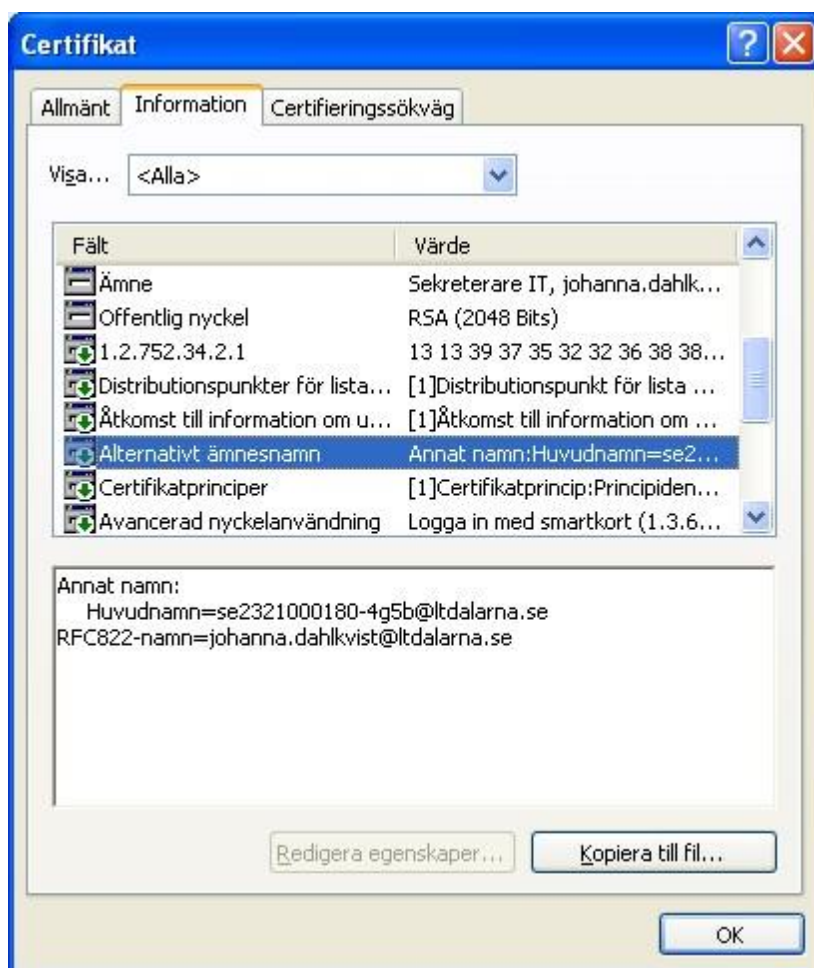 Certifikat
Allmänt Information Certifieringssökväg
Visa... <Alla>
Fält Värde
Ämne Sekreterare IT, johanna.dahlk...
Offentlig nyckel RSA (2048 Bits)
1.2.752.34.2.1 13 13 39 37 35 32 32 36 38 38...
Distributionspunkter för lista... [1]Distributionspunkt för lista ...
Åtkomst till information om u... [1]Åtkomst till information om ...
Alternativt ämnesnamn Annat namn:Huvudnamn=se2...
Certifikatprinciper [1]Certifikatprincip:Principiden...
Avancerad nyckelanvändning Logga in med smartkort (1.3.6...
Annat namn:
Huvudnamn=se2321000180-4g5b@ltdalarna.se
RFC822-namn=johanna.dahlkvist@ltdalarna.se
Redigera egenskaper... Kopiera till fil...
OK